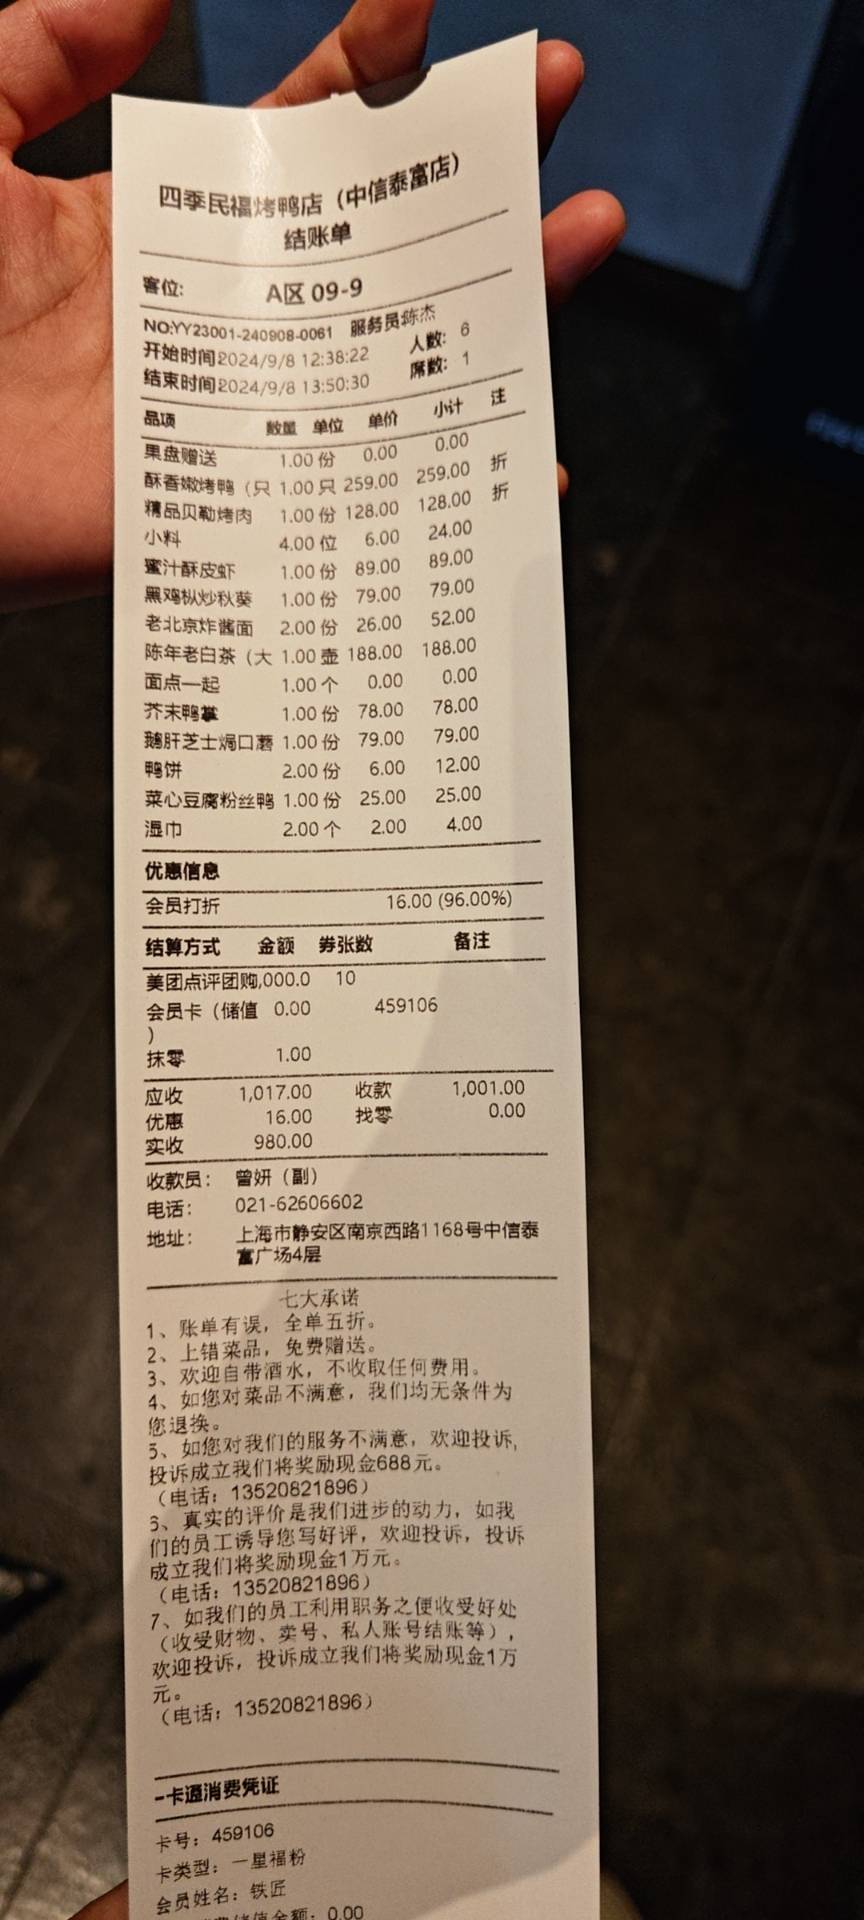 四季民福烤鸭店（中信泰富店）
结账单
客位： A区 09-9
NO:YY23001-240908-0061 服务员:陈杰
开始时间2024/9/8 12:38:22 人数: 6
结束时间2024/9/8 13:50:30 席数: 1
品项 数量 单位 单价 小计 注
果盘赠送 1.00 份 0.00 0.00
酥香嫩烤鸭（只 1.00 只 259.00 259.00 折
精品贝勒烤肉 1.00 份 128.00 128.00 折
小料 4.00 位 6.00 24.00
蜜汁酥皮虾 1.00 份 89.00 89.00
黑鸡枞炒秋葵 1.00 份 79.00 79.00
老北京炸酱面 2.00 份 26.00 52.00
陈年老白茶（大 1.00 壶 188.00 188.00
面点一起 1.00 个 0.00 0.00
芥末鸭掌 1.00 份 78.00 78.00
鹅肝芝士焗口蘑 1.00 份 79.00 79.00
鸭饼 2.00 份 6.00 12.00
菜心豆腐粉丝鸭 1.00 份 25.00 25.00
湿巾 2.00 个 2.00 4.00
优惠信息
会员打折 16.00 (96.00%)
结算方式 金额 券张数 备注
美团点评团购,000.0 10
会员卡（储值 0.00 459106
）
抹零 1.00
应收 1,017.00 收款 1,001.00
优惠 16.00 找零 0.00
实收 980.00
收款员： 曾妍（副）
电话： 021-62606602
地址： 上海市静安区南京西路1168号中信泰
富广场4层
七大承诺
1、账单有误，全单五折。
2、上错菜品，免费赠送。
3、欢迎自带酒水，不收取任何费用。
4、如您对菜品不满意，我们均无条件为
您退换。
5、如您对我们的服务不满意，欢迎投诉,
投诉成立我们将奖励现金688元。
（电话：13520821896）
6、真实的评价是我们进步的动力，如我
们的员工诱导您写好评，欢迎投诉，投诉
成立我们将奖励现金1万元。
（电话：13520821896）
7、如我们的员工利用职务之便收受好处
（收受财物、卖号、私人账号结账等），
欢迎投诉，投诉成立我们将奖励现金1万
元。
（电话：13520821896）
一卡通消费凭证
卡号：459106
卡类型：一星福粉
会员姓名：铁匠
储值金额：0.00